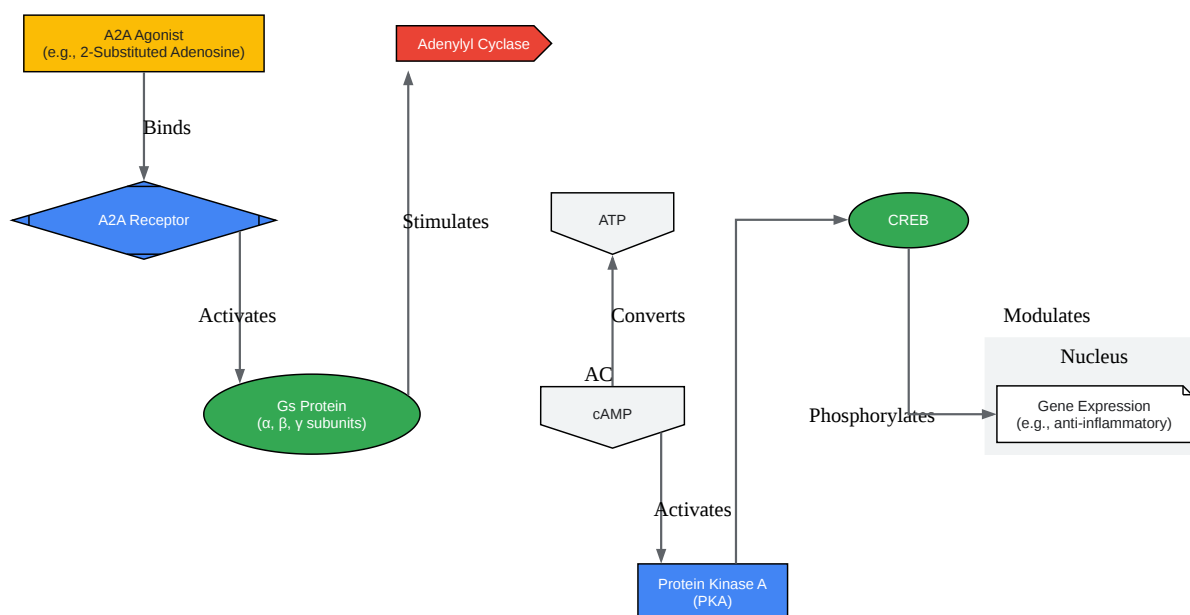 A2A Agonist
(e.g., 2-Substituted Adenosine)
Adenylyl Cyclase
Binds
A2A Receptor
Stimulates
ATP
CREB
Activates
Converts
Modulates
Nucleus
AC
Gs Protein
(α, β, γ subunits)
cAMP
Phosphorylates
Gene Expression
(e.g., anti-inflammatory)
Activates
Protein Kinase A
(PKA)